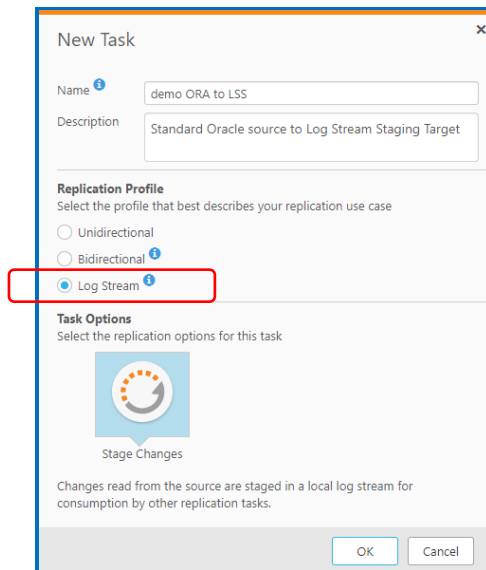 New Task
×
Name
demo ORA to LSS
Description
Standard Oracle source to Log Stream Staging Target
Replication Profile
Select the profile that best describes your replication use case
Unidirectional
Bidirectional
Log Stream
Task Options
Select the replication options for this task
Stage Changes
Changes read from the source are staged in a local log stream for
consumption by other replication tasks.
OK
Cancel